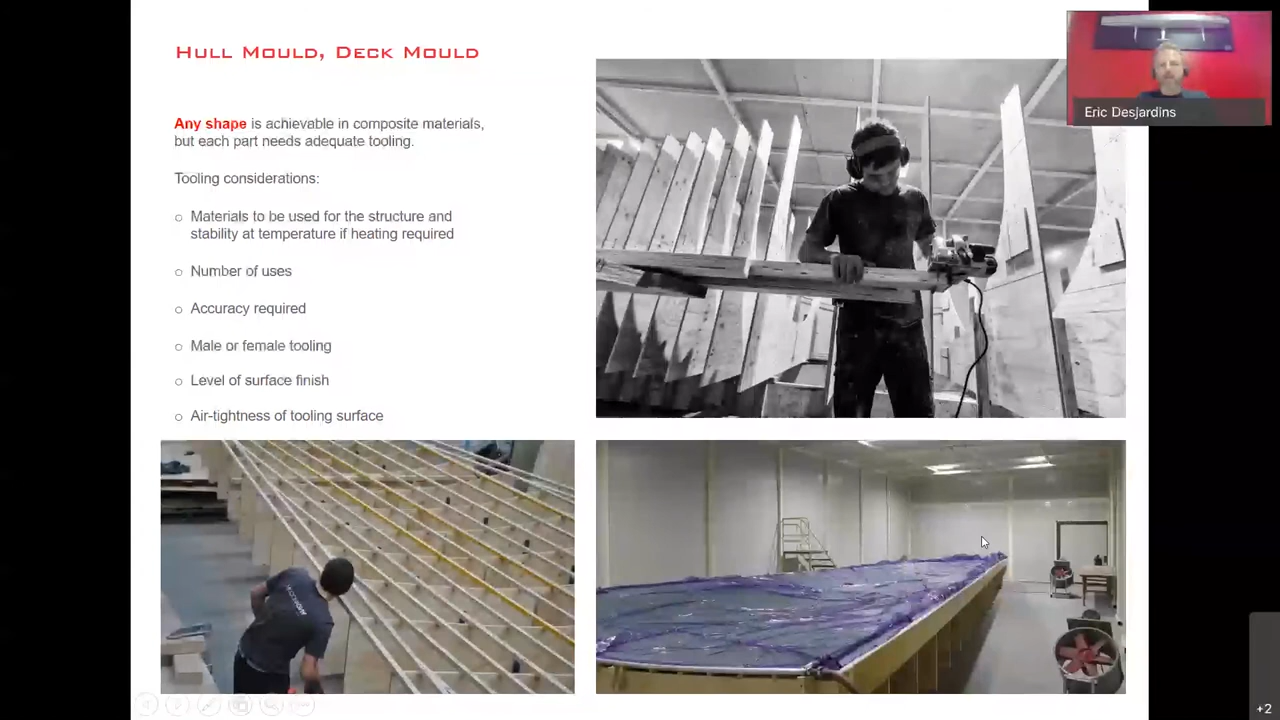 Hull Mould, Deck Mould
Eric Desjardins
Any shape is achievable in composite materials,
but each part needs adequate tooling.
Tooling considerations:
Materials to be used for the structure and
stability at temperature if heating required
Number of uses
Accuracy required
Male or female tooling
Level of surface finish
Air-tightness of tooling surface
+2